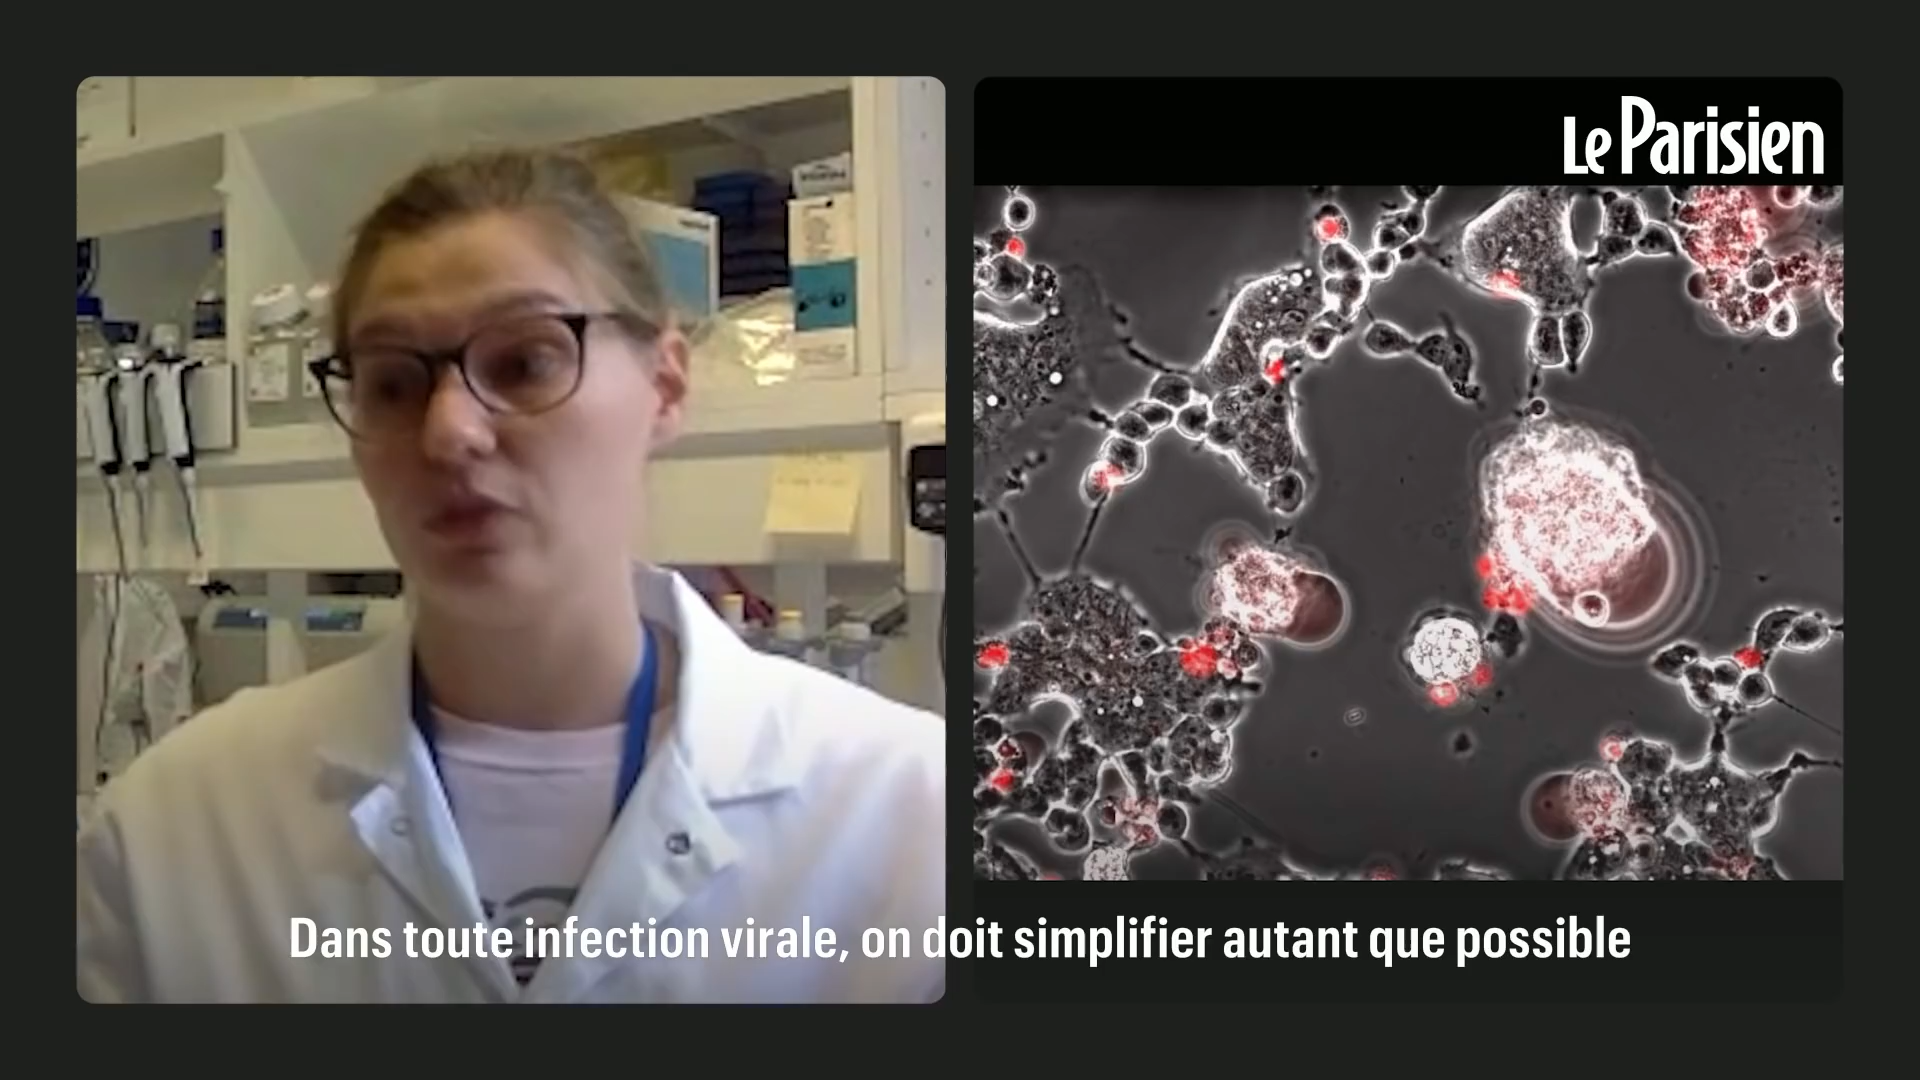 Le Parisien
Dans toute infection virale, on doit simplifier autant que possible